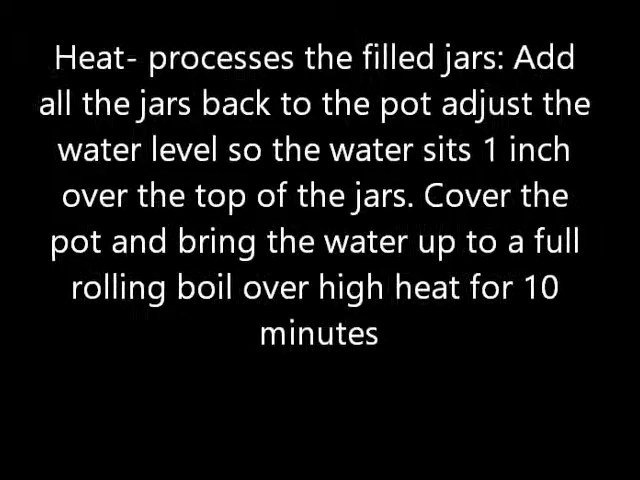 Heat- processes the filled jars: Add
all the jars back to the pot adjust the
water level so the water sits 1 inch
over the top of the jars. Cover the
pot and bring the water up to a full
rolling boil over high heat for 10
minutes